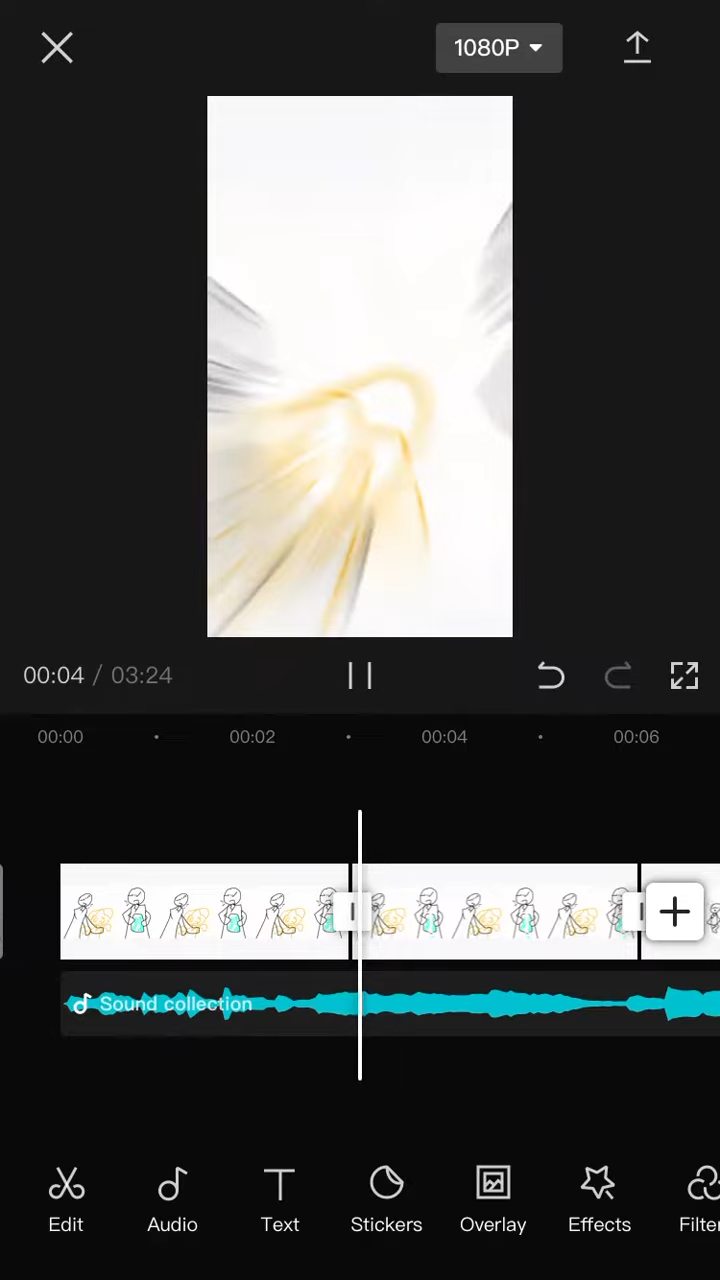 1080P
00:04 / 03:24
00:00 00:02 00:04 00:06
Sound collection
Edit Audio Text Stickers Overlay Effects Filter